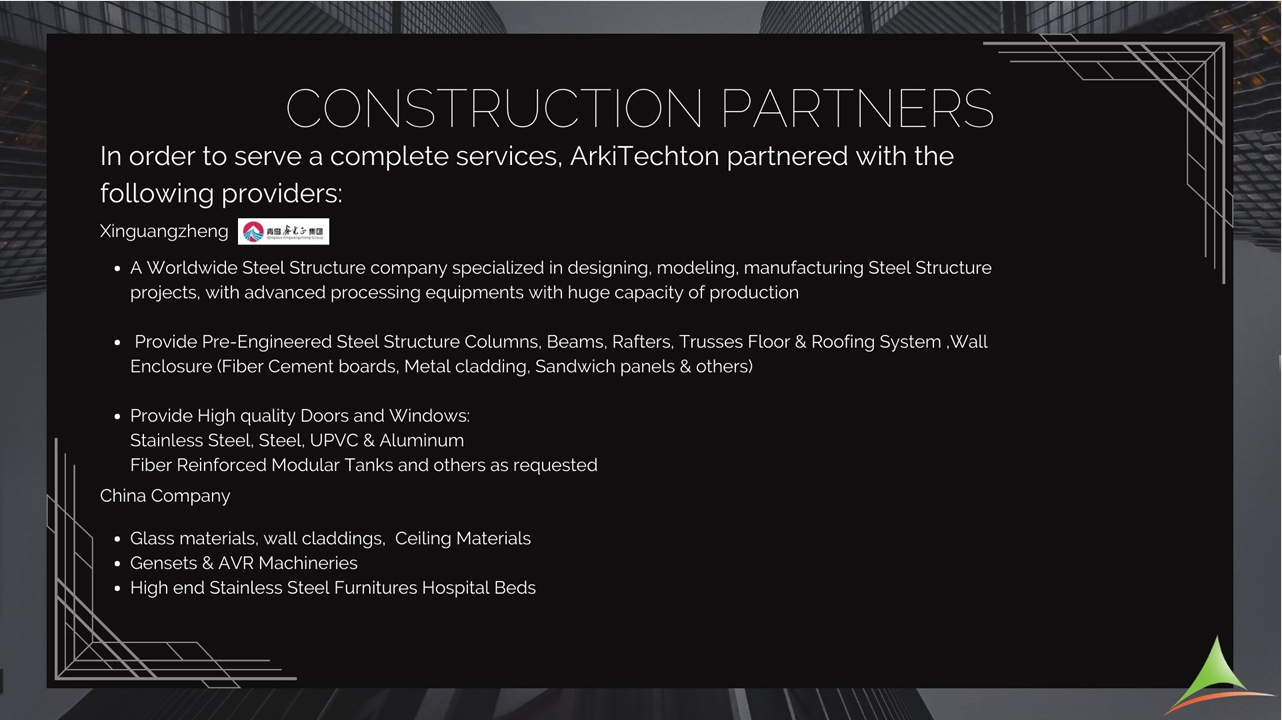 CONSTRUCTION PARTNERS
In order to serve a complete services, ArkiTechton partnered with the
following providers:
Xinguangzheng 青岛新光正集团
Qingdao Xinguangzheng Group
• A Worldwide Steel Structure company specialized in designing, modeling, manufacturing Steel Structure
projects, with advanced processing equipments with huge capacity of production
• Provide Pre-Engineered Steel Structure Columns, Beams, Rafters, Trusses Floor & Roofing System ,Wall
Enclosure (Fiber Cement boards, Metal cladding, Sandwich panels & others)
• Provide High quality Doors and Windows:
Stainless Steel, Steel, UPVC & Aluminum
Fiber Reinforced Modular Tanks and others as requested
China Company
• Glass materials, wall claddings,  Ceiling Materials
• Gensets & AVR Machineries
• High end Stainless Steel Furnitures Hospital Beds